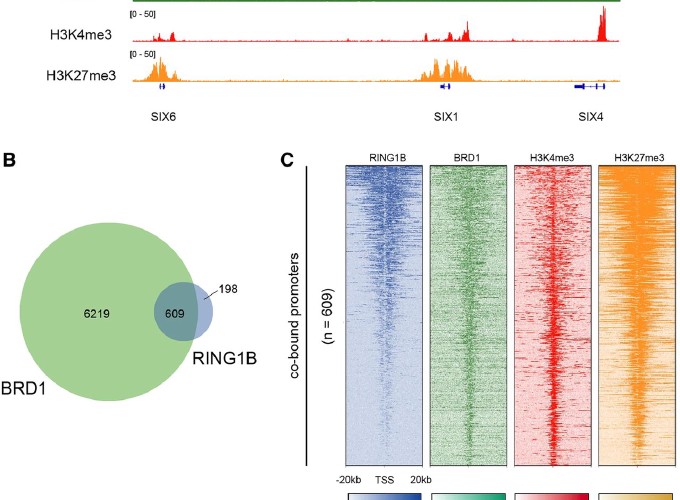 [0 - 50]
H3K4me3
[0 - 50]
H3K27me3
SIX6 SIX1 SIX4
B
6219 609 198
RING1B
BRD1
C
RING1B BRD1 H3K4me3 H3K27me3
co-bound promoters
(n = 609)
-20kb TSS 20kb